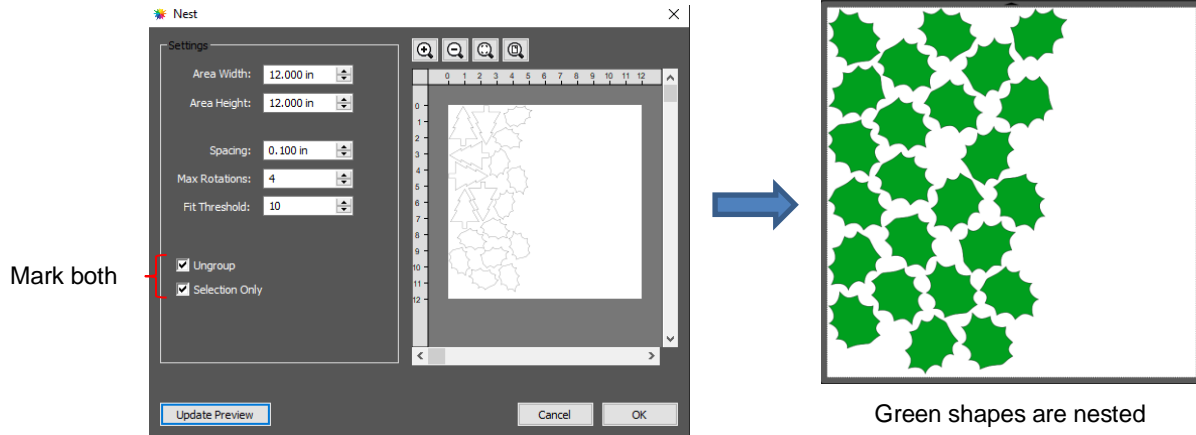 Nest
Settings
Area Width: 12.000 in
Area Height: 12.000 in
Spacing: 0.100 in
Max Rotations: 4
Fit Threshold: 10
Mark both
Ungroup
Selection Only
Update Preview
0 1 2 3 4 5 6 7 8 9 10 11 12
0
1
2
3
4
5
6
7
8
9
10
11
12
Cancel OK
Green shapes are nested